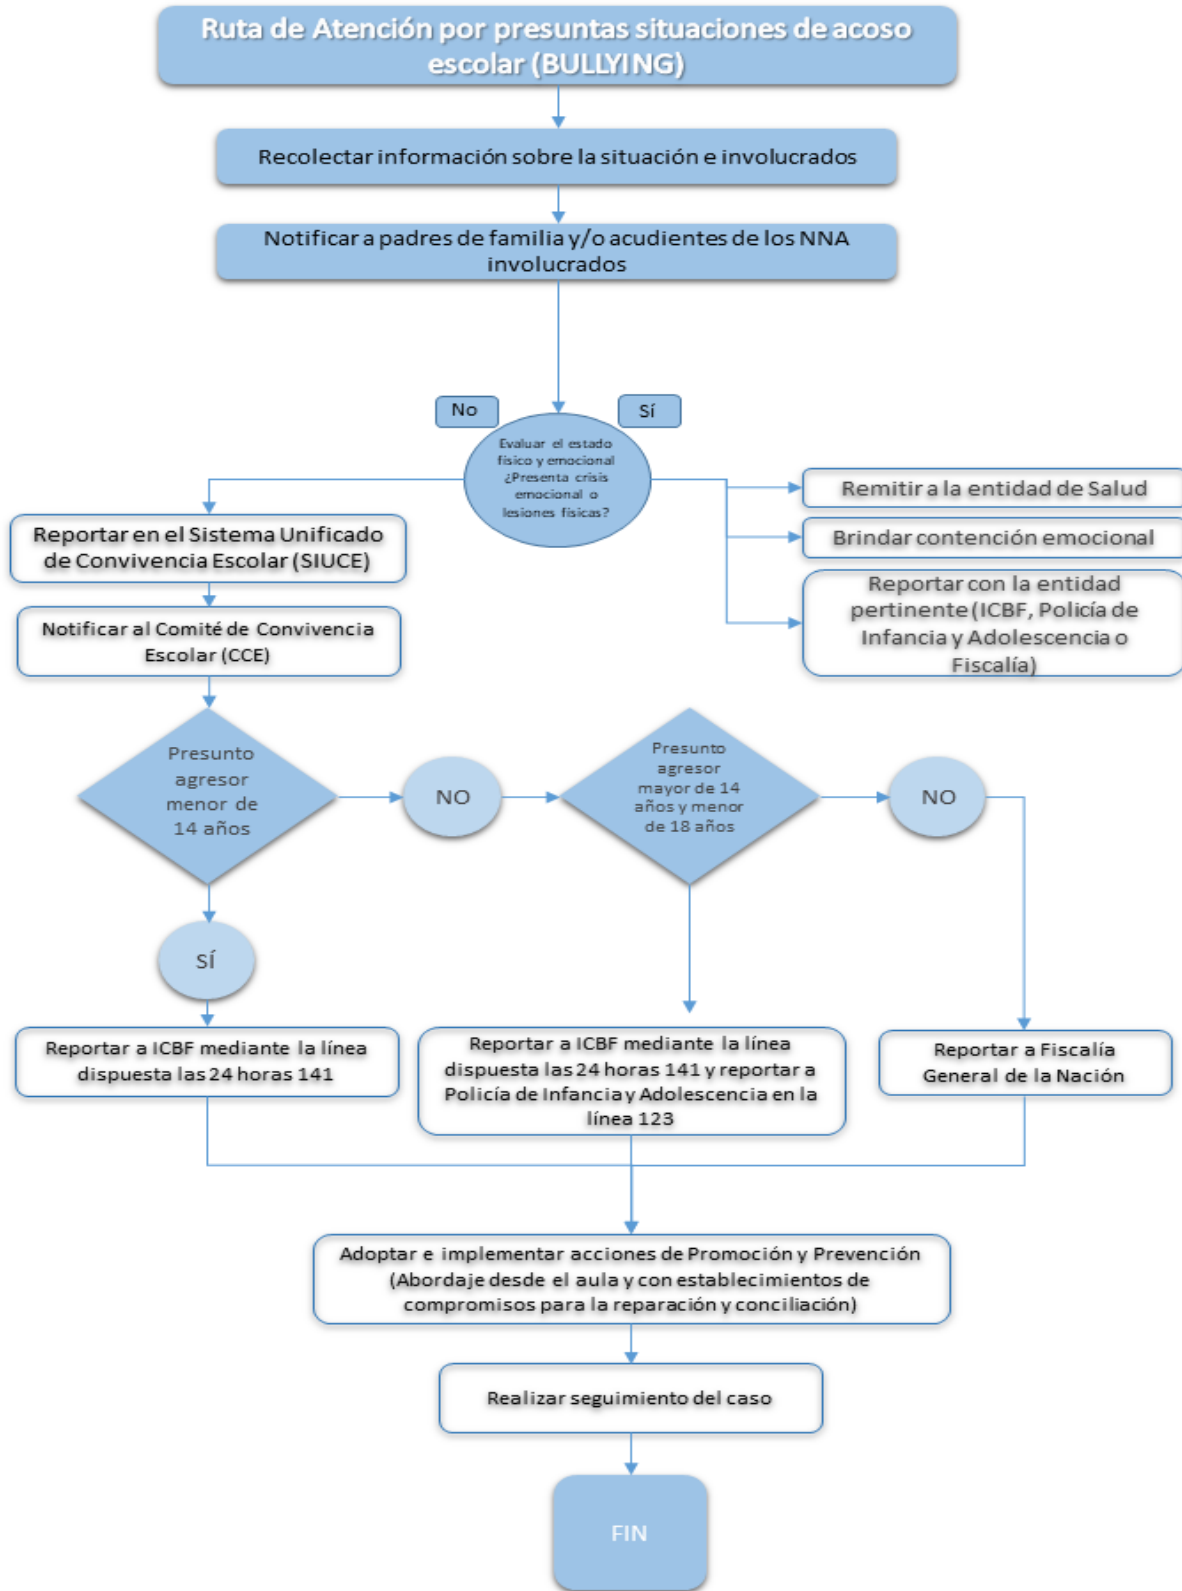 Ruta de Atención por presuntas situaciones de acoso
escolar (BULLYING)
Recolectar información sobre la situación e involucrados
Notificar a padres de familia y/o acudientes de los NNA
involucrados
No
Sí
Evaluar el estado
físico y emocional
¿Presenta crisis
emocional o
lesiones físicas?
Remitir a la entidad de Salud
Brindar contención emocional
Reportar con la entidad
pertinente (ICBF, Policía de
Infancia y Adolescencia o
Fiscalía)
Reportar en el Sistema Unificado
de Convivencia Escolar (SIUCE)
Notificar al Comité de Convivencia
Escolar (CCE)
Presunto
agresor
menor de
14 años
NO
Presunto
agresor
mayor de 14
años y menor
de 18 años
NO
SÍ
Reportar a ICBF mediante la línea
dispuesta las 24 horas 141
Reportar a ICBF mediante la línea
dispuesta las 24 horas 141 y reportar a
Policía de Infancia y Adolescencia en la
línea 123
Reportar a Fiscalía
General de la Nación
Adoptar e implementar acciones de Promoción y Prevención
(Abordaje desde el aula y con establecimientos de
compromisos para la reparación y conciliación)
Realizar seguimiento del caso
FIN